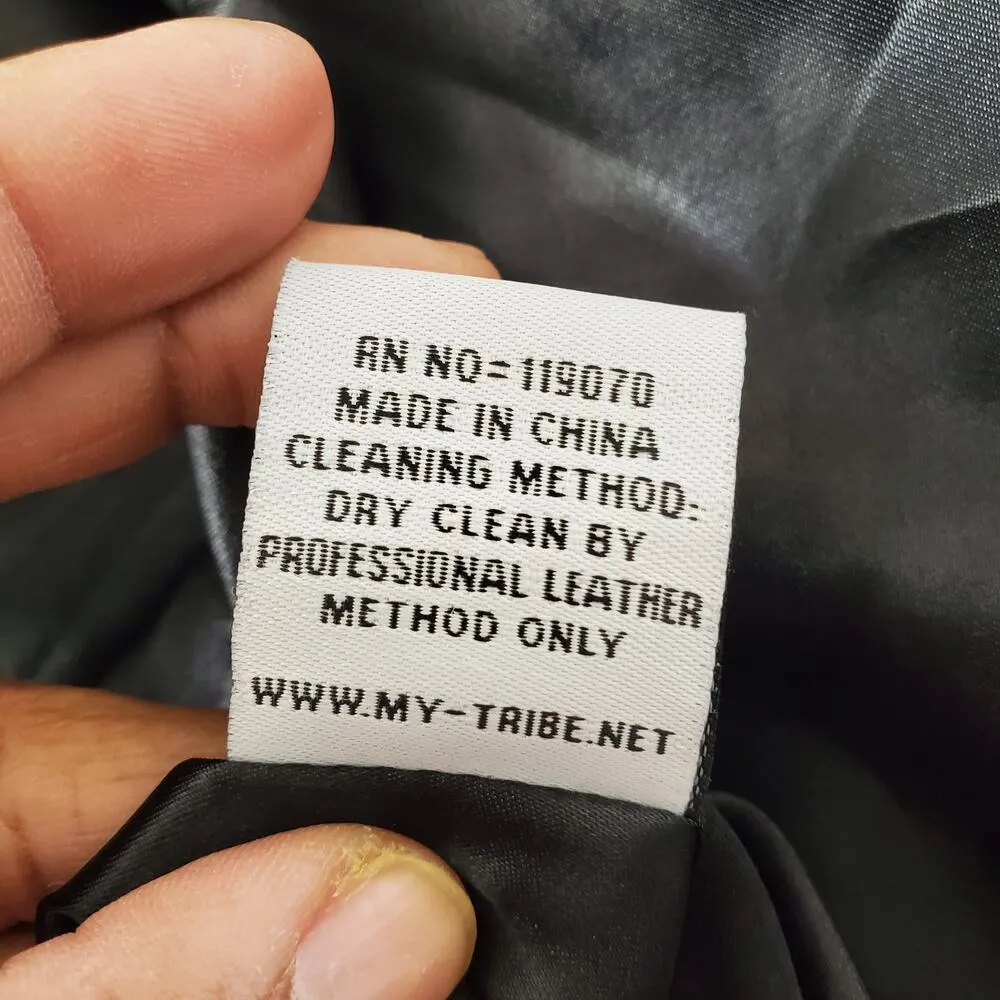 RN NO=119070
MADE IN CHINA
CLEANING METHOD:
DRY CLEAN BY
PROFESSIONAL LEATHER
METHOD ONLY
WWW.MY-TRIBE.NET